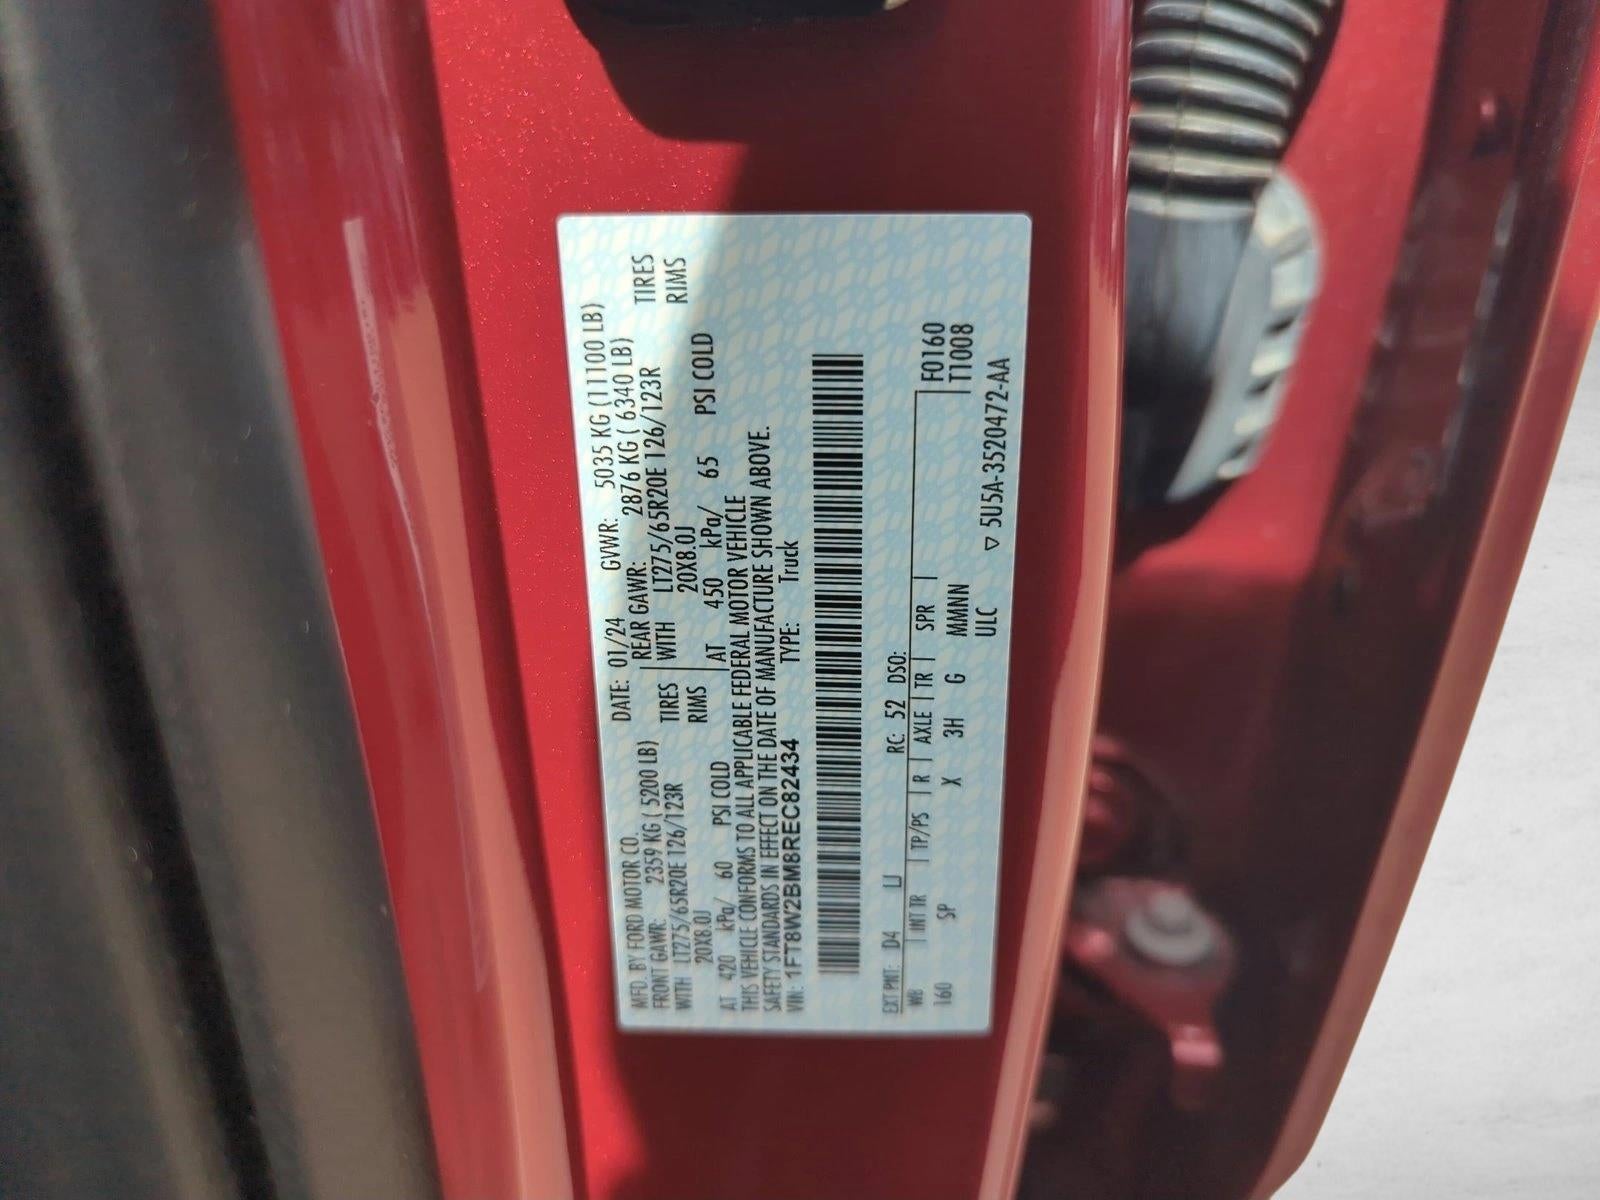 MFD. BY FORD MOTOR CO.
DATE: 01/24 GVWR: 5035 KG (11100 LB)
FRONT GAWR: 2359 KG ( 5200 LB) REAR GAWR: 2876 KG ( 6340 LB)
WITH LT275/65R20E 126/123R TIRES WITH LT275/65R20E 126/123R TIRES
20X8.0J RIMS 20X8.0J RIMS
AT 420 kPa/ 60 PSI COLD AT 450 kPa/ 65 PSI COLD
THIS VEHICLE CONFORMS TO ALL APPLICABLE FEDERAL MOTOR VEHICLE
SAFETY STANDARDS IN EFFECT ON THE DATE OF MANUFACTURE SHOWN ABOVE.
VIN: 1FT8W2BM8REC82434 TYPE: Truck
EXT PNT: D4 LJ RC: 52 DSO:
WB INT TR TP/PS R AXLE TR SPR F0160
160 SP X 3H G MMNN T1008
ULC
▽ 5U5A-3520472-AA